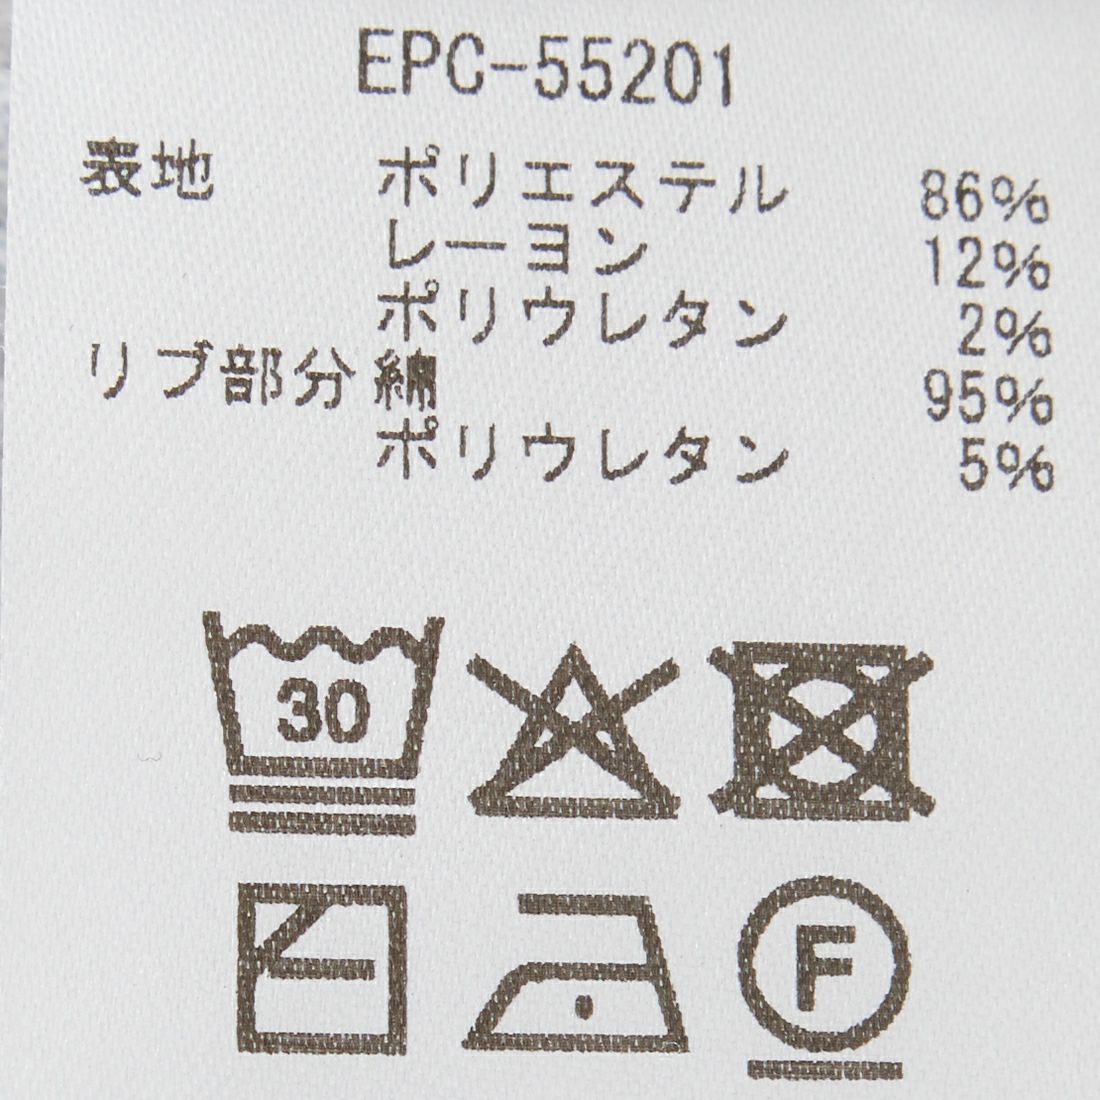 EPC-55201
表地 ポリエステル 86%
レーヨン 12%
ポリウレタン 2%
リブ部分 綿 95%
ポリウレタン 5%
30
F